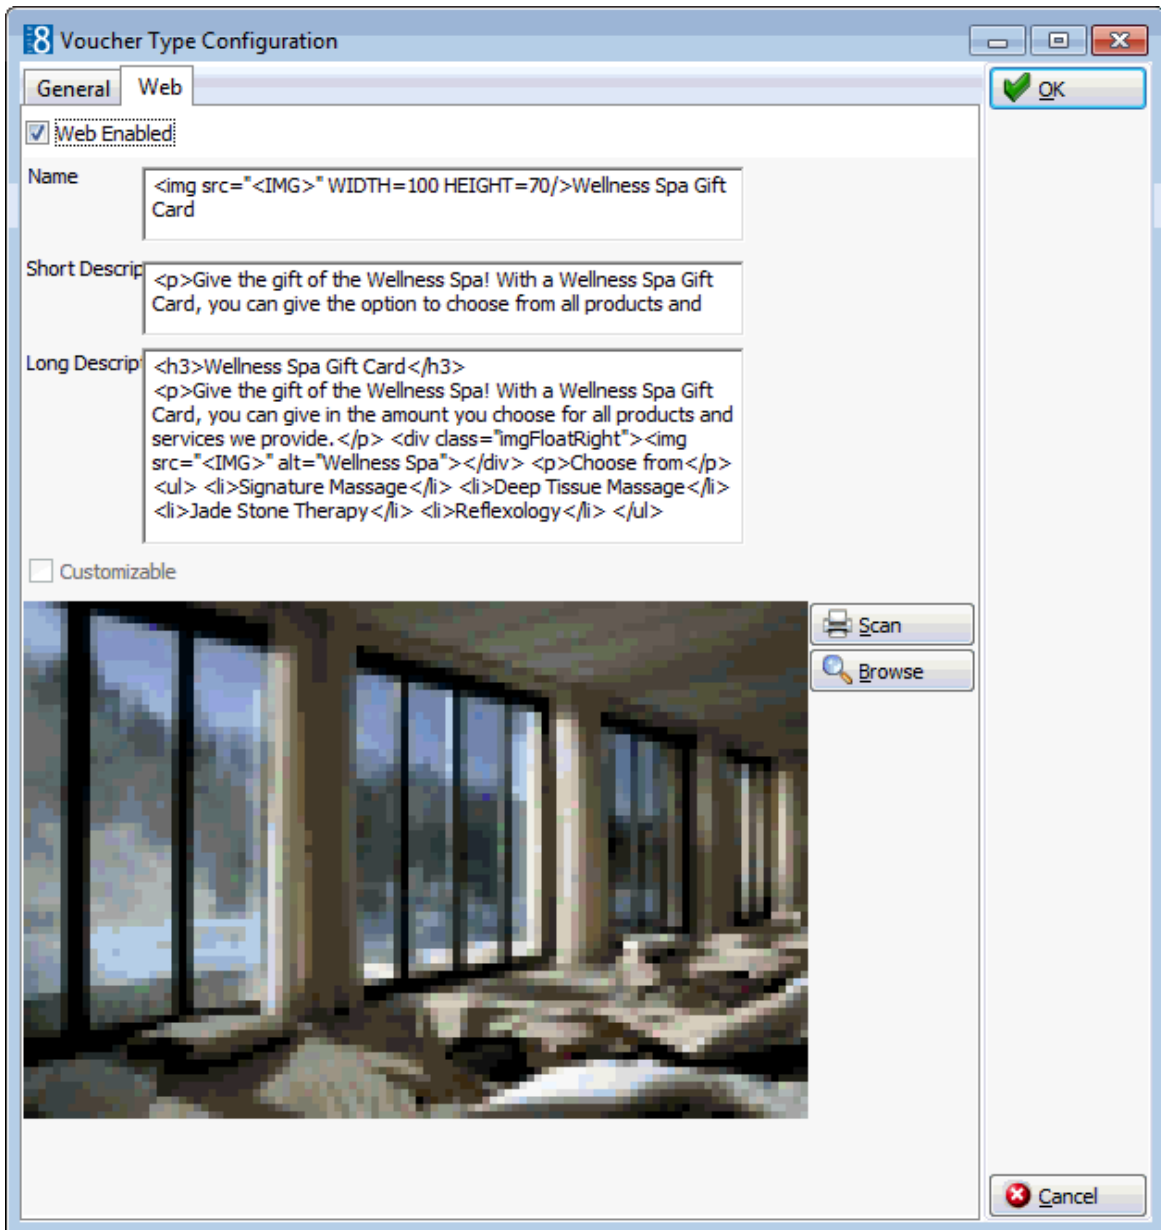 8 Voucher Type Configuration
General Web
OK
Web Enabled
Name
<img src="<IMG>" WIDTH=100 HEIGHT=70/>Wellness Spa Gift
Card
Short Descrip
<p>Give the gift of the Wellness Spa! With a Wellness Spa Gift
Card, you can give the option to choose from all products and
Long Descrip
<h3>Wellness Spa Gift Card</h3>
<p>Give the gift of the Wellness Spa! With a Wellness Spa Gift
Card, you can give in the amount you choose for all products and
services we provide.</p> <div class="imgFloatRight"><img
src="<IMG>" alt="Wellness Spa"></div> <p>Choose from</p>
<ul> <li>Signature Massage</li> <li>Deep Tissue Massage</li>
<li>Jade Stone Therapy</li> <li>Reflexology</li> </ul>
Customizable
Scan
Browse
Cancel